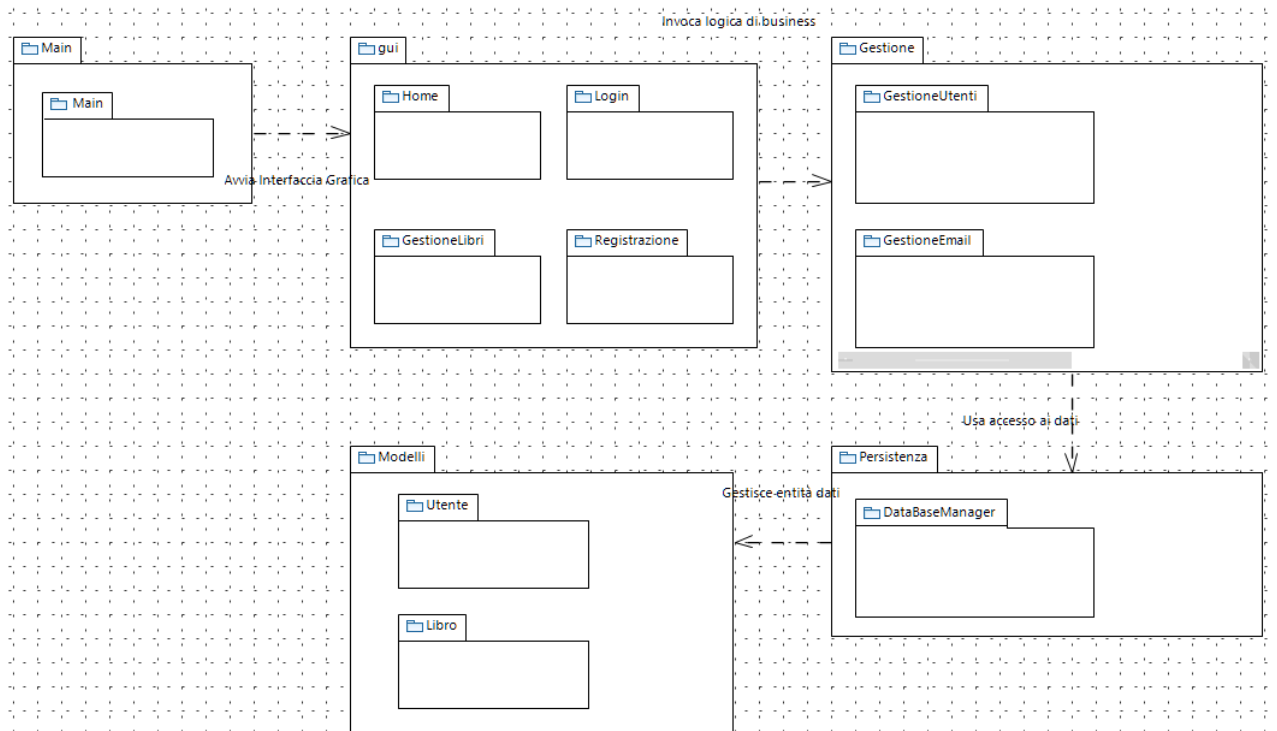 Invoca logica di business
Main
gui
Gestione
Main
Home
Login
GestioneUtenti
Avvia Interfaccia Grafica
GestioneLibri
Registrazione
GestioneEmail
Usa accesso ai dati
Modelli
Persistenza
Gestisce entità dati
Utente
DataBaseManager
Libro